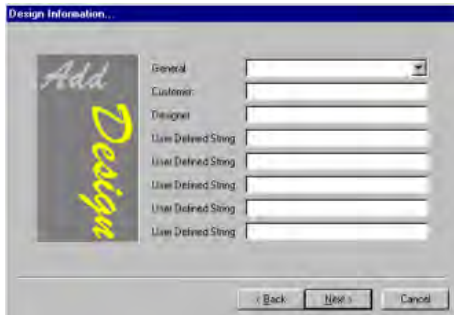 Design Information...
Add
Design
General
Customer
Designer
User Defined String
User Defined String
User Defined String
User Defined String
User Defined String
< Back
Next >
Cancel